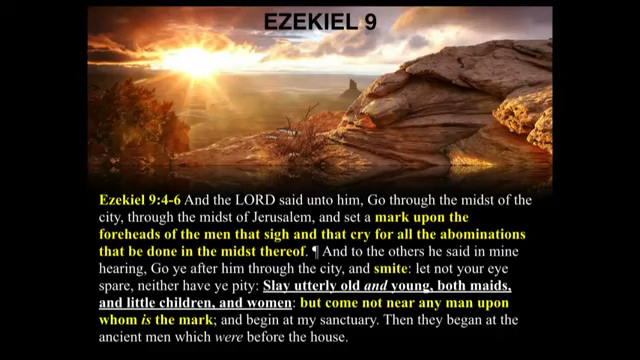 EZEKIEL 9
Ezekiel 9:4-6 And the LORD said unto him, Go through the midst of the
city, through the midst of Jerusalem, and set a mark upon the
foreheads of the men that sigh and that cry for all the abominations
that be done in the midst thereof. ¶ And to the others he said in mine
hearing, Go ye after him through the city, and smite: let not your eye
spare, neither have ye pity: Slay utterly old and young, both maids,
and little children, and women: but come not near any man upon
whom is the mark; and begin at my sanctuary. Then they began at the
ancient men which were before the house.